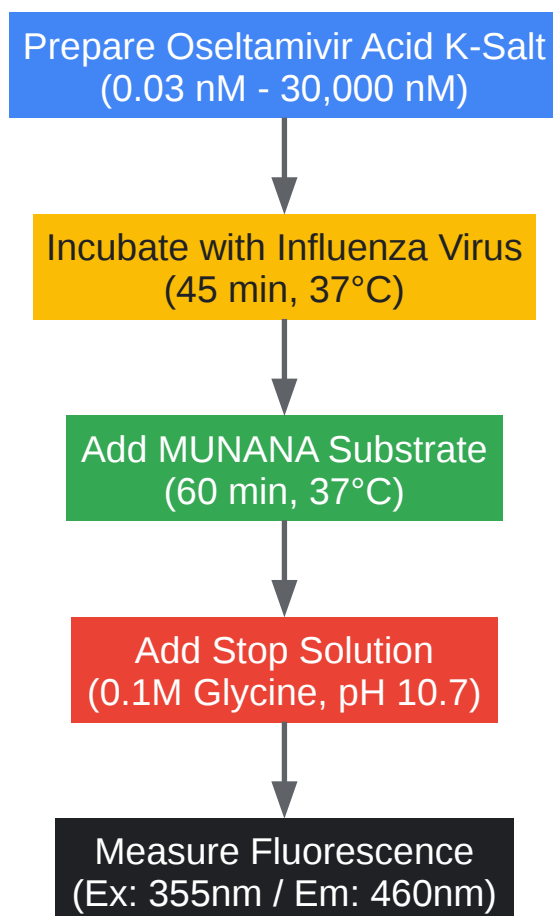 Prepare Oseltamivir Acid K-Salt
(0.03 nM - 30,000 nM)
Incubate with Influenza Virus
(45 min, 37°C)
Add MUNANA Substrate
(60 min, 37°C)
Add Stop Solution
(0.1M Glycine, pH 10.7)
Measure Fluorescence
(Ex: 355nm / Em: 460nm)